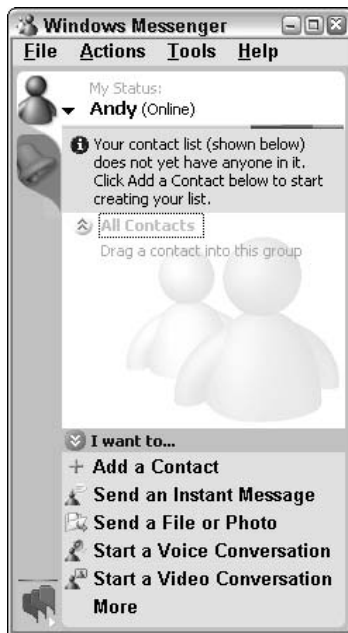 Windows Messenger
File Actions Tools Help
My Status:
Andy (Online)
Your contact list (shown below)
does not yet have anyone in it.
Click Add a Contact below to start
creating your list.
All Contacts
Drag a contact into this group
I want to...
Add a Contact
Send an Instant Message
Send a File or Photo
Start a Voice Conversation
Start a Video Conversation
More